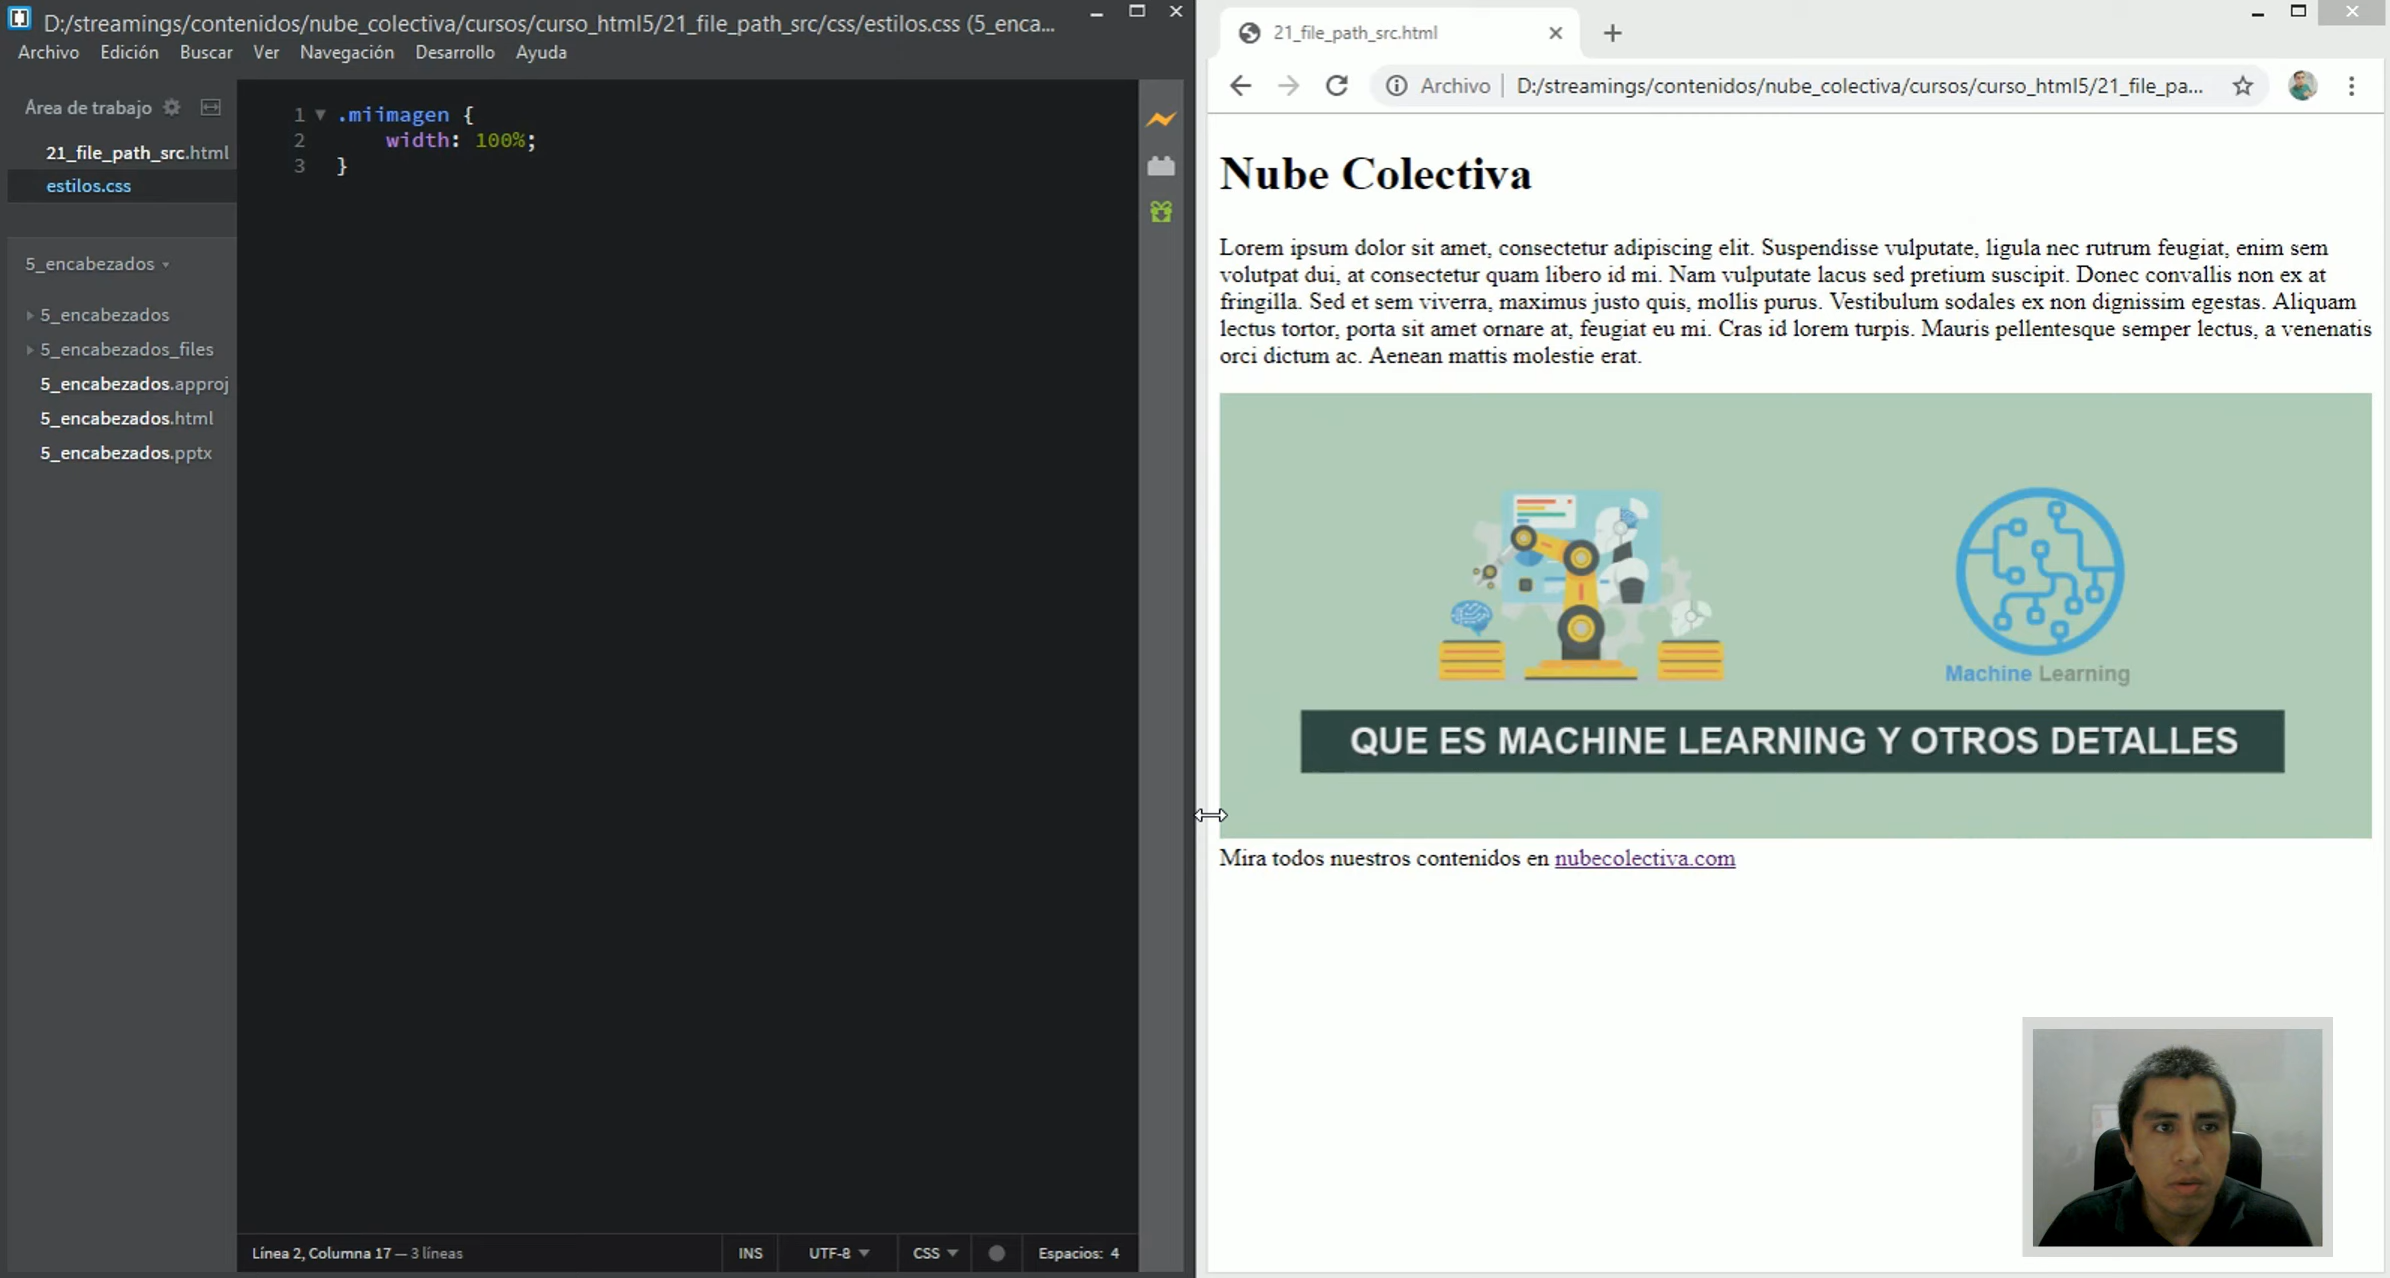 D:/streamings/contenidos/nube_colectiva/cursos/curso_html5/21_file_path_src/css/estilos.css (5_enca...
Archivo Edición Buscar Ver Navegación Desarrollo Ayuda
Área de trabajo
21_file_path_src.html
estilos.css
5_encabezados
5_encabezados
5_encabezados_files
5_encabezados.approj
5_encabezados.html
5_encabezados.pptx
1 .miimagen {
2 width: 100%;
3 }
Línea 2, Columna 17 — 3 líneas INS UTF-8 CSS Espacios: 4
21_file_path_src.html
Archivo D:/streamings/contenidos/nube_colectiva/cursos/curso_html5/21_file_pa...
Nube Colectiva
Lorem ipsum dolor sit amet, consectetur adipiscing elit. Suspendisse vulputate, ligula nec rutrum feugiat, enim sem
volutpat dui, at consectetur quam libero id mi. Nam vulputate lacus sed pretium suscipit. Donec convallis non ex at
fringilla. Sed et sem viverra, maximus justo quis, mollis purus. Vestibulum sodales ex non dignissim egestas. Aliquam
lectus tortor, porta sit amet ornare at, feugiat eu mi. Cras id lorem turpis. Mauris pellentesque semper lectus, a venenatis
orci dictum ac. Aenean mattis molestie erat.
Machine Learning
QUE ES MACHINE LEARNING Y OTROS DETALLES
Mira todos nuestros contenidos en nubecolectiva.com